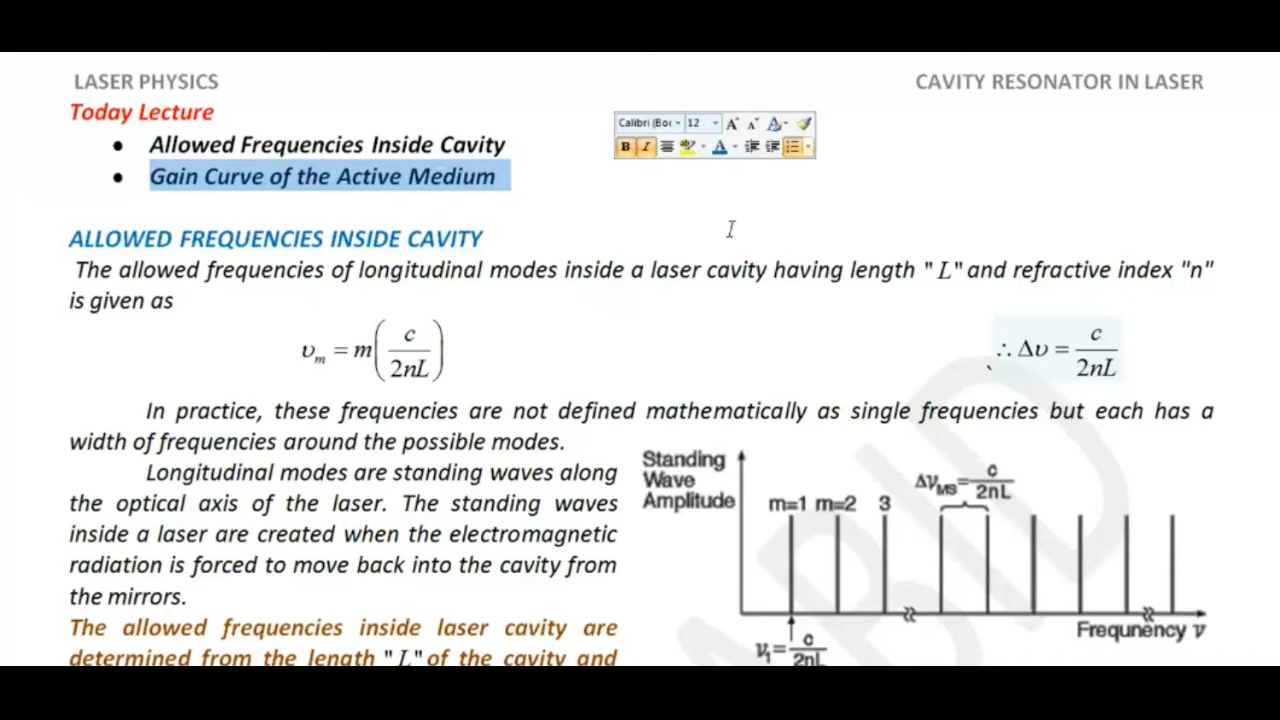 LASER PHYSICS CAVITY RESONATOR IN LASER
Today Lecture
• Allowed Frequencies Inside Cavity
• Gain Curve of the Active Medium
Calibri (Boc 12
ALLOWED FREQUENCIES INSIDE CAVITY
The allowed frequencies of longitudinal modes inside a laser cavity having length "L" and refractive index "n"
is given as
υₘ = m(c/2nL) ∴ Δυ = c/2nL
In practice, these frequencies are not defined mathematically as single frequencies but each has a
width of frequencies around the possible modes.
Longitudinal modes are standing waves along
the optical axis of the laser. The standing waves
inside a laser are created when the electromagnetic
radiation is forced to move back into the cavity from
the mirrors.
The allowed frequencies inside laser cavity are
determined from the length "L" of the cavity and
Standing
Wave
Amplitude
m=1 m=2 3
Δν_MS = c/2nL
Frequnency ν
ν₁ = c/2nL
ABID